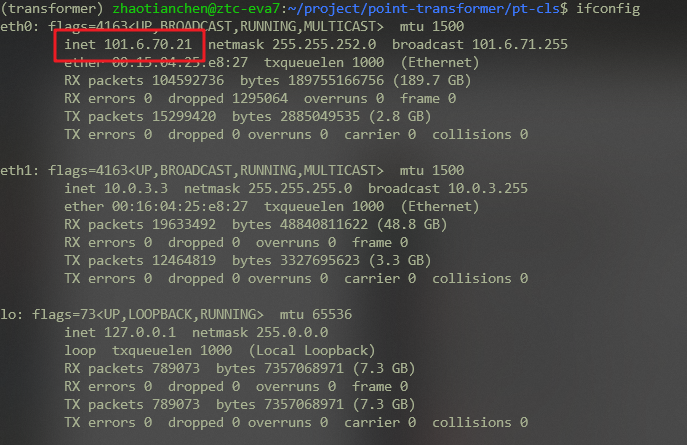 (transformer) zhaotianchen@ztc-eva7:~/project/point-transformer/pt-cls$ ifconfig
eth0: flags=4163<UP,BROADCAST,RUNNING,MULTICAST>  mtu 1500
        inet 101.6.70.21  netmask 255.255.252.0  broadcast 101.6.71.255
        ether 00:15:04:25:e8:27  txqueuelen 1000  (Ethernet)
        RX packets 104592736  bytes 189755166756 (189.7 GB)
        RX errors 0  dropped 1295064  overruns 0  frame 0
        TX packets 15299420  bytes 2885049535 (2.8 GB)
        TX errors 0  dropped 0 overruns 0  carrier 0  collisions 0

eth1: flags=4163<UP,BROADCAST,RUNNING,MULTICAST>  mtu 1500
        inet 10.0.3.3  netmask 255.255.255.0  broadcast 10.0.3.255
        ether 00:16:04:25:e8:27  txqueuelen 1000  (Ethernet)
        RX packets 19633492  bytes 48840811622 (48.8 GB)
        RX errors 0  dropped 0  overruns 0  frame 0
        TX packets 12464819  bytes 3327695623 (3.3 GB)
        TX errors 0  dropped 0 overruns 0  carrier 0  collisions 0

lo: flags=73<UP,LOOPBACK,RUNNING>  mtu 65536
        inet 127.0.0.1  netmask 255.0.0.0
        loop  txqueuelen 1000  (Local Loopback)
        RX packets 789073  bytes 7357068971 (7.3 GB)
        RX errors 0  dropped 0  overruns 0  frame 0
        TX packets 789073  bytes 7357068971 (7.3 GB)
        TX errors 0  dropped 0 overruns 0  carrier 0  collisions 0